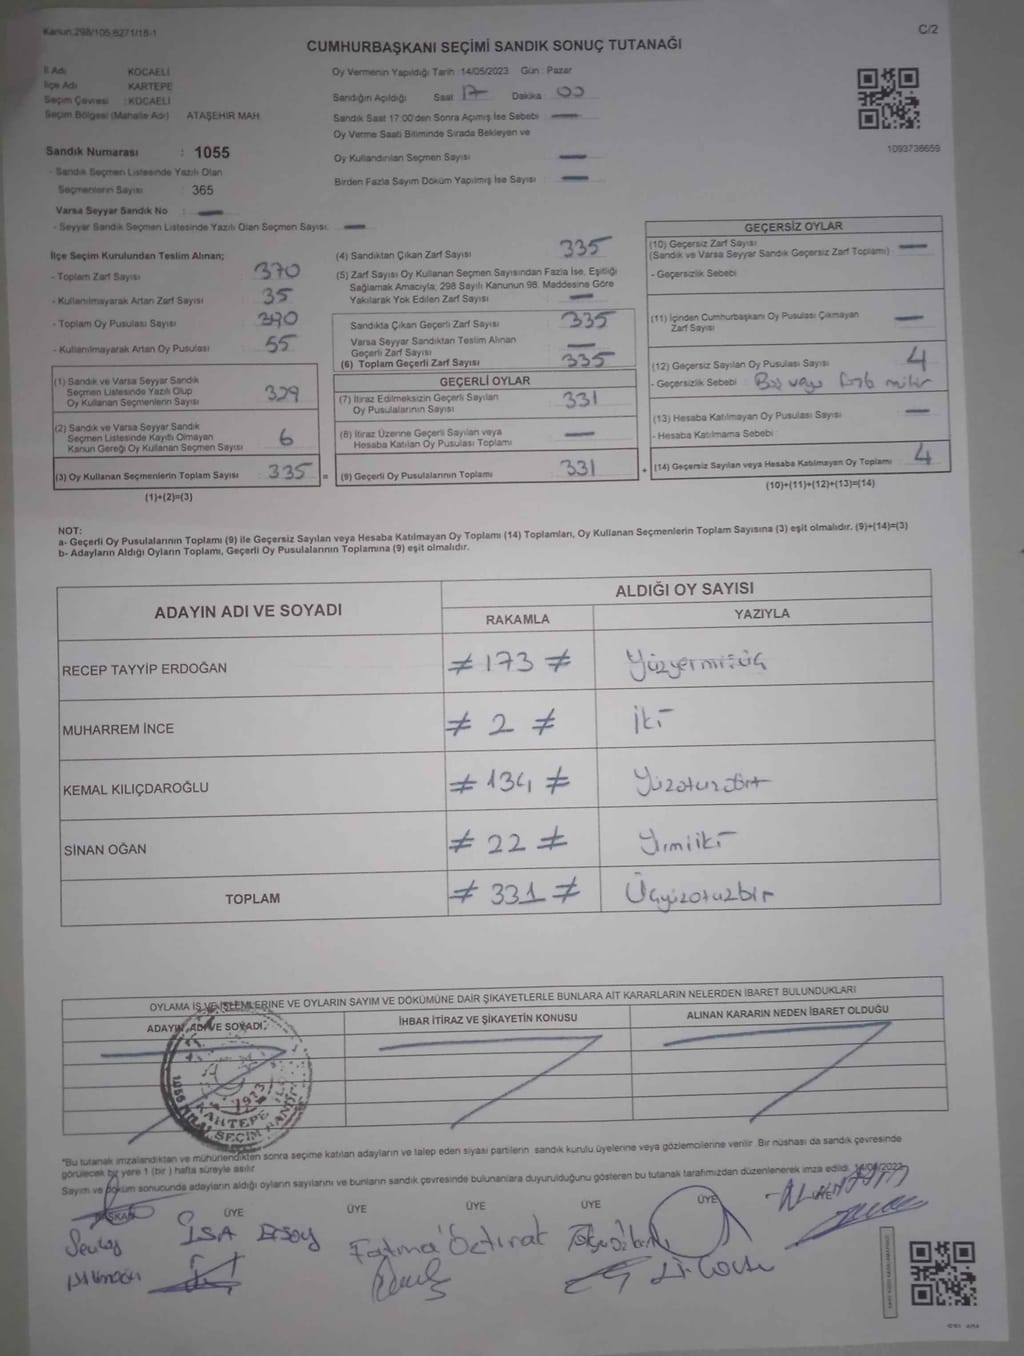 Kanun:298/105,6271/18-1
C/2
CUMHURBAŞKANI SEÇİMİ SANDIK SONUÇ TUTANAĞI
İl Adı KOCAELİ
İlçe Adı KARTEPE
Seçim Çevresi : KOCAELİ
Seçim Bölgesi (Mahalle Adı) ATAŞEHİR MAH.
Sandık Numarası : 1055
- Sandık Seçmen Listesinde Yazılı Olan
Seçmenlerin Sayısı : 365
Varsa Seyyar Sandık No : —
- Seyyar Sandık Seçmen Listesinde Yazılı Olan Seçmen Sayısı: —
Oy Vermenin Yapıldığı Tarih : 14/05/2023 Gün : Pazar
Sandığın Açıldığı Saat 17 Dakika : 00
Sandık Saat 17:00'den Sonra Açımış İse Sebebi : —
Oy Verme Saati Bitiminde Sırada Bekleyen ve
Oy Kullandırılan Seçmen Sayısı —
Birden Fazla Sayım Döküm Yapılmış İse Sayısı : —
1093738659
İlçe Seçim Kurulundan Teslim Alınan;
- Toplam Zarf Sayısı : 370
- Kullanılmayarak Artan Zarf Sayısı : 35
- Toplam Oy Pusulası Sayısı : 390
- Kullanılmayarak Artan Oy Pusulası : 55
(1) Sandık ve Varsa Seyyar Sandık
Seçmen Listesinde Yazılı Olup
Oy Kullanan Seçmenlerin Sayısı 329
(2) Sandık ve Varsa Seyyar Sandık
Seçmen Listesinde Kayıtlı Olmayan
Kanun Gereği Oy Kullanan Seçmen Sayısı 6
(3) Oy Kullanan Seçmenlerin Toplam Sayısı 335 =
(1)+(2)=(3)
(4) Sandıktan Çıkan Zarf Sayısı : 335
(5) Zarf Sayısı Oy Kullanan Seçmen Sayısından Fazla İse, Eşitliği
Sağlamak Amacıyla, 298 Sayılı Kanunun 98. Maddesine Göre
Yakılarak Yok Edilen Zarf Sayısı : —
Sandıkta Çıkan Geçerli Zarf Sayısı : 335
Varsa Seyyar Sandıktan Teslim Alınan
Geçerli Zarf Sayısı : —
(6) Toplam Geçerli Zarf Sayısı : 335
GEÇERLİ OYLAR
(7) İtiraz Edilmeksizin Geçerli Sayılan
Oy Pusulalarının Sayısı : 331
(8) İtiraz Üzerine Geçerli Sayılan veya
Hesaba Katılan Oy Pusulası Toplamı : —
(9) Geçerli Oy Pusulalarının Toplamı : 331 +
GEÇERSİZ OYLAR
(10) Geçersiz Zarf Sayısı
(Sandık ve Varsa Seyyar Sandık Geçersiz Zarf Toplamı) : —
- Geçersizlik Sebebi :
(11) İçinden Cumhurbaşkanı Oy Pusulası Çıkmayan
Zarf Sayısı : —
(12) Geçersiz Sayılan Oy Pusulası Sayısı : 4
- Geçersizlik Sebebi : Boş veya
(13) Hesaba Katılmayan Oy Pusulası Sayısı : —
- Hesaba Katılmama Sebebi :
(14) Geçersiz Sayılan veya Hesaba Katılmayan Oy Toplamı : 4
(10)+(11)+(12)+(13)=(14)
NOT:
a- Geçerli Oy Pusulalarının Toplamı (9) ile Geçersiz Sayılan veya Hesaba Katılmayan Oy Toplamı (14) Toplamları, Oy Kullanan Seçmenlerin Toplam Sayısına (3) eşit olmalıdır. (9)+(14)=(3)
b- Adayların Aldığı Oyların Toplamı, Geçerli Oy Pusulalarının Toplamına (9) eşit olmalıdır.
ADAYIN ADI VE SOYADI
ALDIĞI OY SAYISI
RAKAMLA YAZIYLA
RECEP TAYYİP ERDOĞAN ≠ 173 ≠ Yüzyermiüç
MUHARREM İNCE ≠ 2 ≠ İki
KEMAL KILIÇDAROĞLU ≠ 134 ≠ Yüzotuzdört
SİNAN OĞAN ≠ 22 ≠ Yirmiiki
TOPLAM ≠ 331 ≠ Üçyüzotuzbir
OYLAMA İŞ VE İŞLEMLERİNE VE OYLARIN SAYIM VE DÖKÜMÜNE DAİR ŞİKAYETLERLE BUNLARA AİT KARARLARIN NELERDEN İBARET BULUNDUKLARI
ADAYIN ADI VE SOYADI İHBAR İTİRAZ VE ŞİKAYETİN KONUSU ALINAN KARARIN NEDEN İBARET OLDUĞU
1973
KARTEPE
SEÇİM SANDIK
"Bu tutanak imzalandıktan ve mühürlendikten sonra seçime katılan adayların ve talep eden siyasi partilerin sandık kurulu üyelerine veya gözlemcilerine verilir. Bir nüshası da sandık çevresinde
görülecek bir yere 1 (bir) hafta süreyle asılır.
Sayım ve döküm sonucunda adayların aldığı oyların sayılarını ve bunların sandık çevresinde bulunanlara duyurulduğunu gösteren bu tutanak tarafımızdan düzenlenerek imza edildi. 14/05/2023
BAŞKAN ÜYE ÜYE ÜYE ÜYE ÜYE
İSA ERSOY
Fatma Öztırak